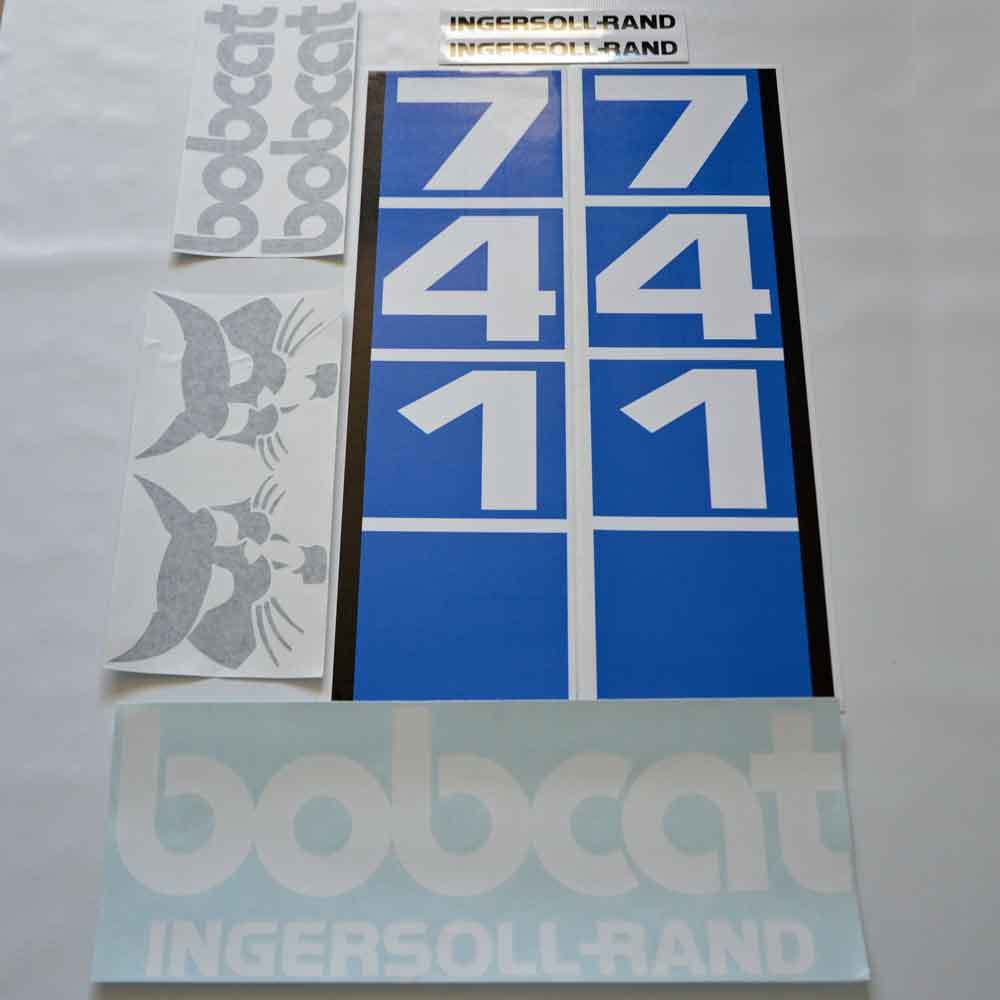 bobcat
bobcat
INGERSOLL-RAND
INGERSOLL-RAND
7
4
1
7
4
1
bobcat
INGERSOLL-RAND